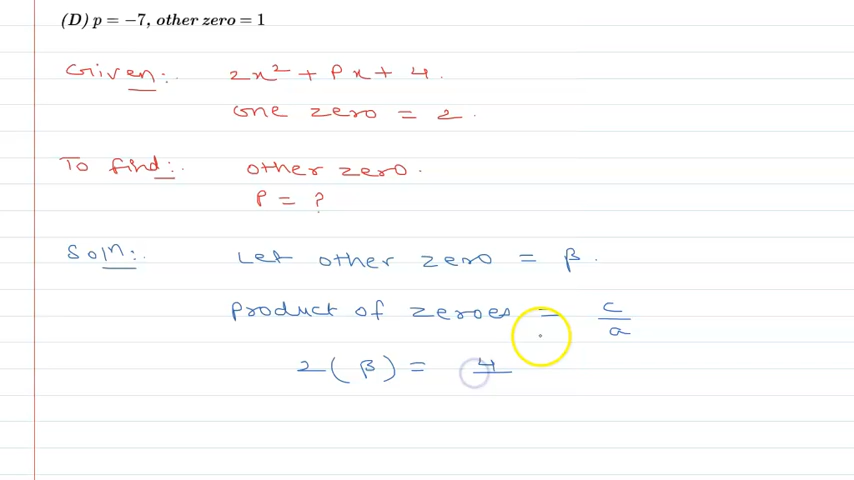 (D) p = −7, other zero = 1
Given:. 2x² + Px + 4.
one zero = 2.
To find:. other zero.
P = ?
Soln:. Let other zero = β.
product of zeroes = c/a
2(β) = 4/